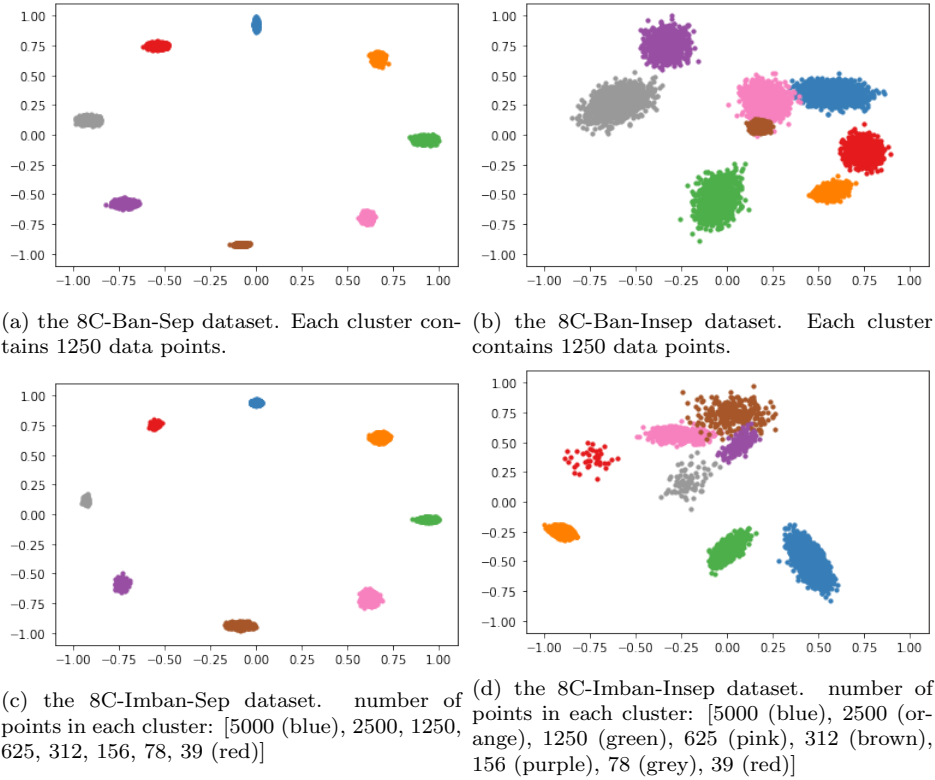 1.00
0.75
0.50
0.25
0.00
−0.25
−0.50
−0.75
−1.00
−1.00 −0.75 −0.50 −0.25 0.00 0.25 0.50 0.75 1.00
1.00
0.75
0.50
0.25
0.00
−0.25
−0.50
−0.75
−1.00
−1.00 −0.75 −0.50 −0.25 0.00 0.25 0.50 0.75 1.00
(a) the 8C-Ban-Sep dataset. Each cluster con-
tains 1250 data points.
(b) the 8C-Ban-Insep dataset. Each cluster
contains 1250 data points.
1.00
0.75
0.50
0.25
0.00
−0.25
−0.50
−0.75
−1.00
−1.00 −0.75 −0.50 −0.25 0.00 0.25 0.50 0.75 1.00
1.00
0.75
0.50
0.25
0.00
−0.25
−0.50
−0.75
−1.00
−1.00 −0.75 −0.50 −0.25 0.00 0.25 0.50 0.75 1.00
(c) the 8C-Imban-Sep dataset. number of
points in each cluster: [5000 (blue), 2500, 1250,
625, 312, 156, 78, 39 (red)]
(d) the 8C-Imban-Insep dataset. number of
points in each cluster: [5000 (blue), 2500 (or-
ange), 1250 (green), 625 (pink), 312 (brown),
156 (purple), 78 (grey), 39 (red)]